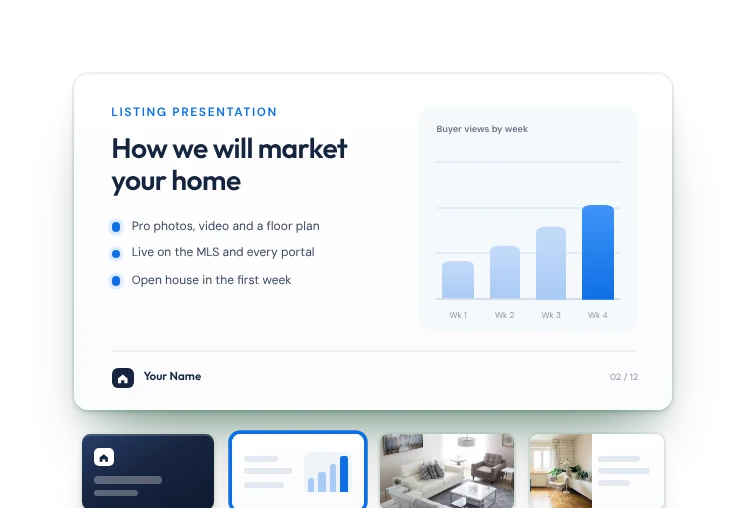 LISTING PRESENTATION
How we will market
your home
Pro photos, video and a floor plan
Live on the MLS and every portal
Open house in the first week
Buyer views by week
Wk 1 Wk 2 Wk 3 Wk 4
Your Name
02 / 12